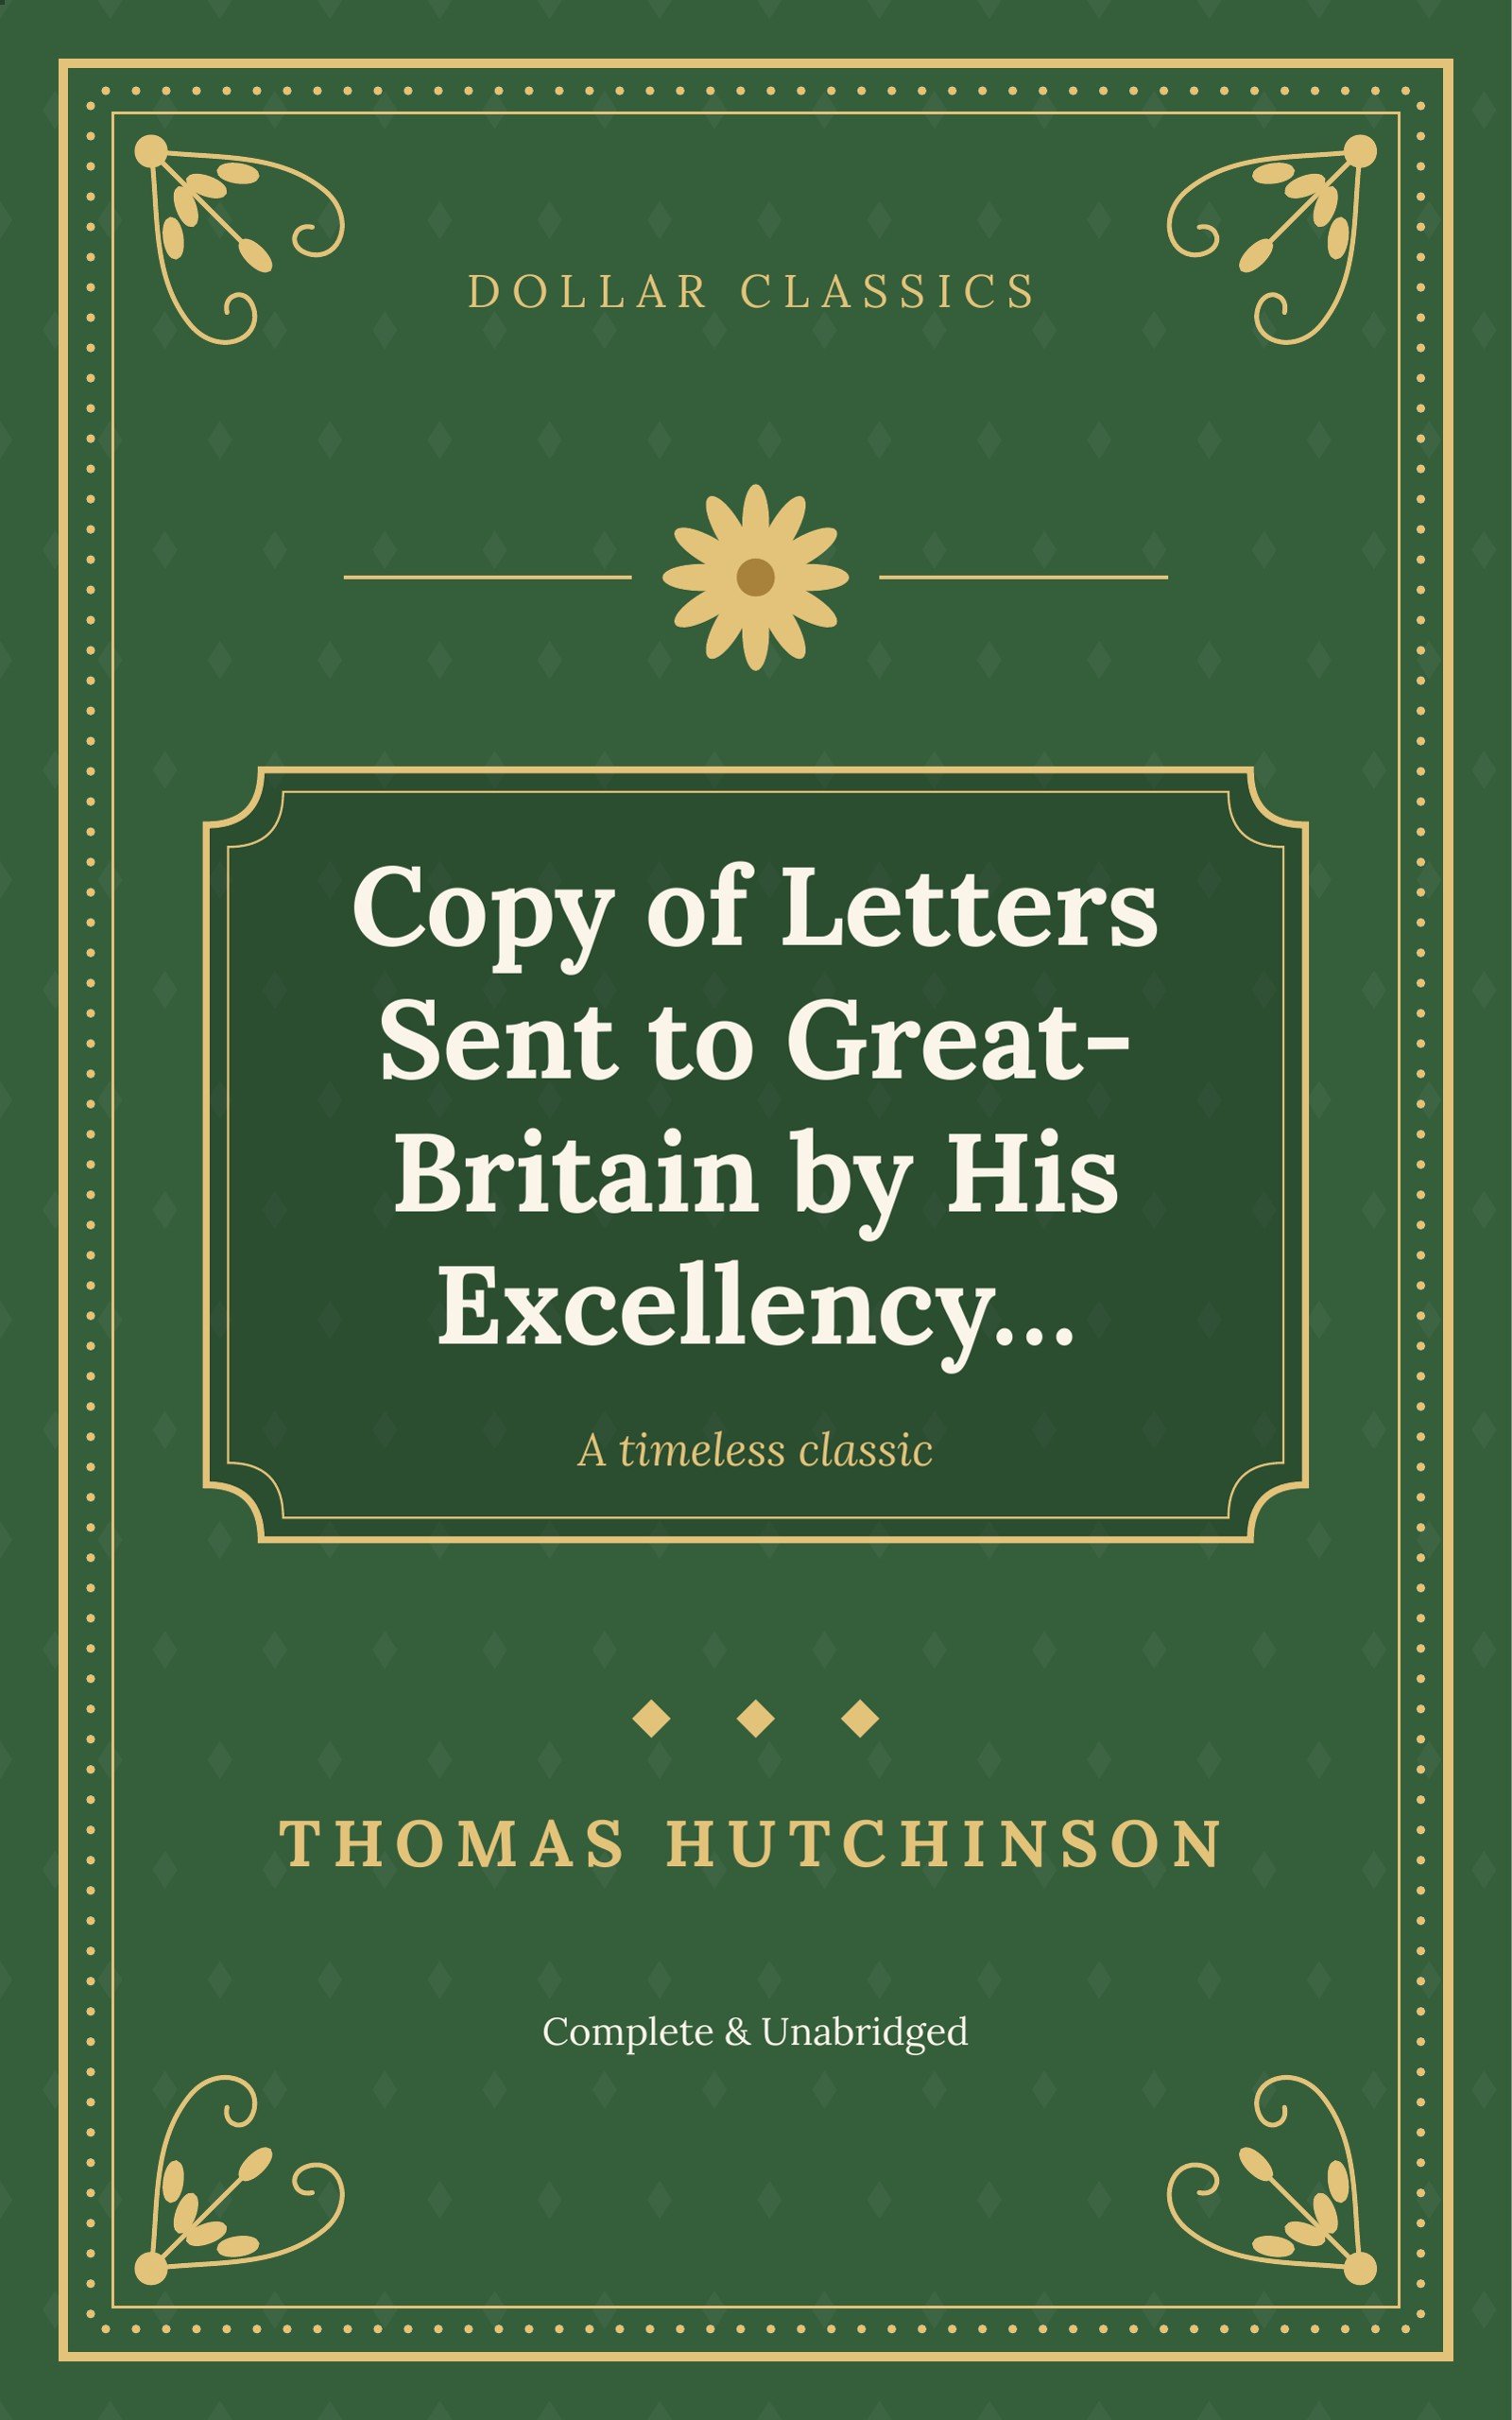 DOLLAR CLASSICS
Copy of Letters
Sent to Great-
Britain by His
Excellency...
A timeless classic
THOMAS HUTCHINSON
Complete & Unabridged